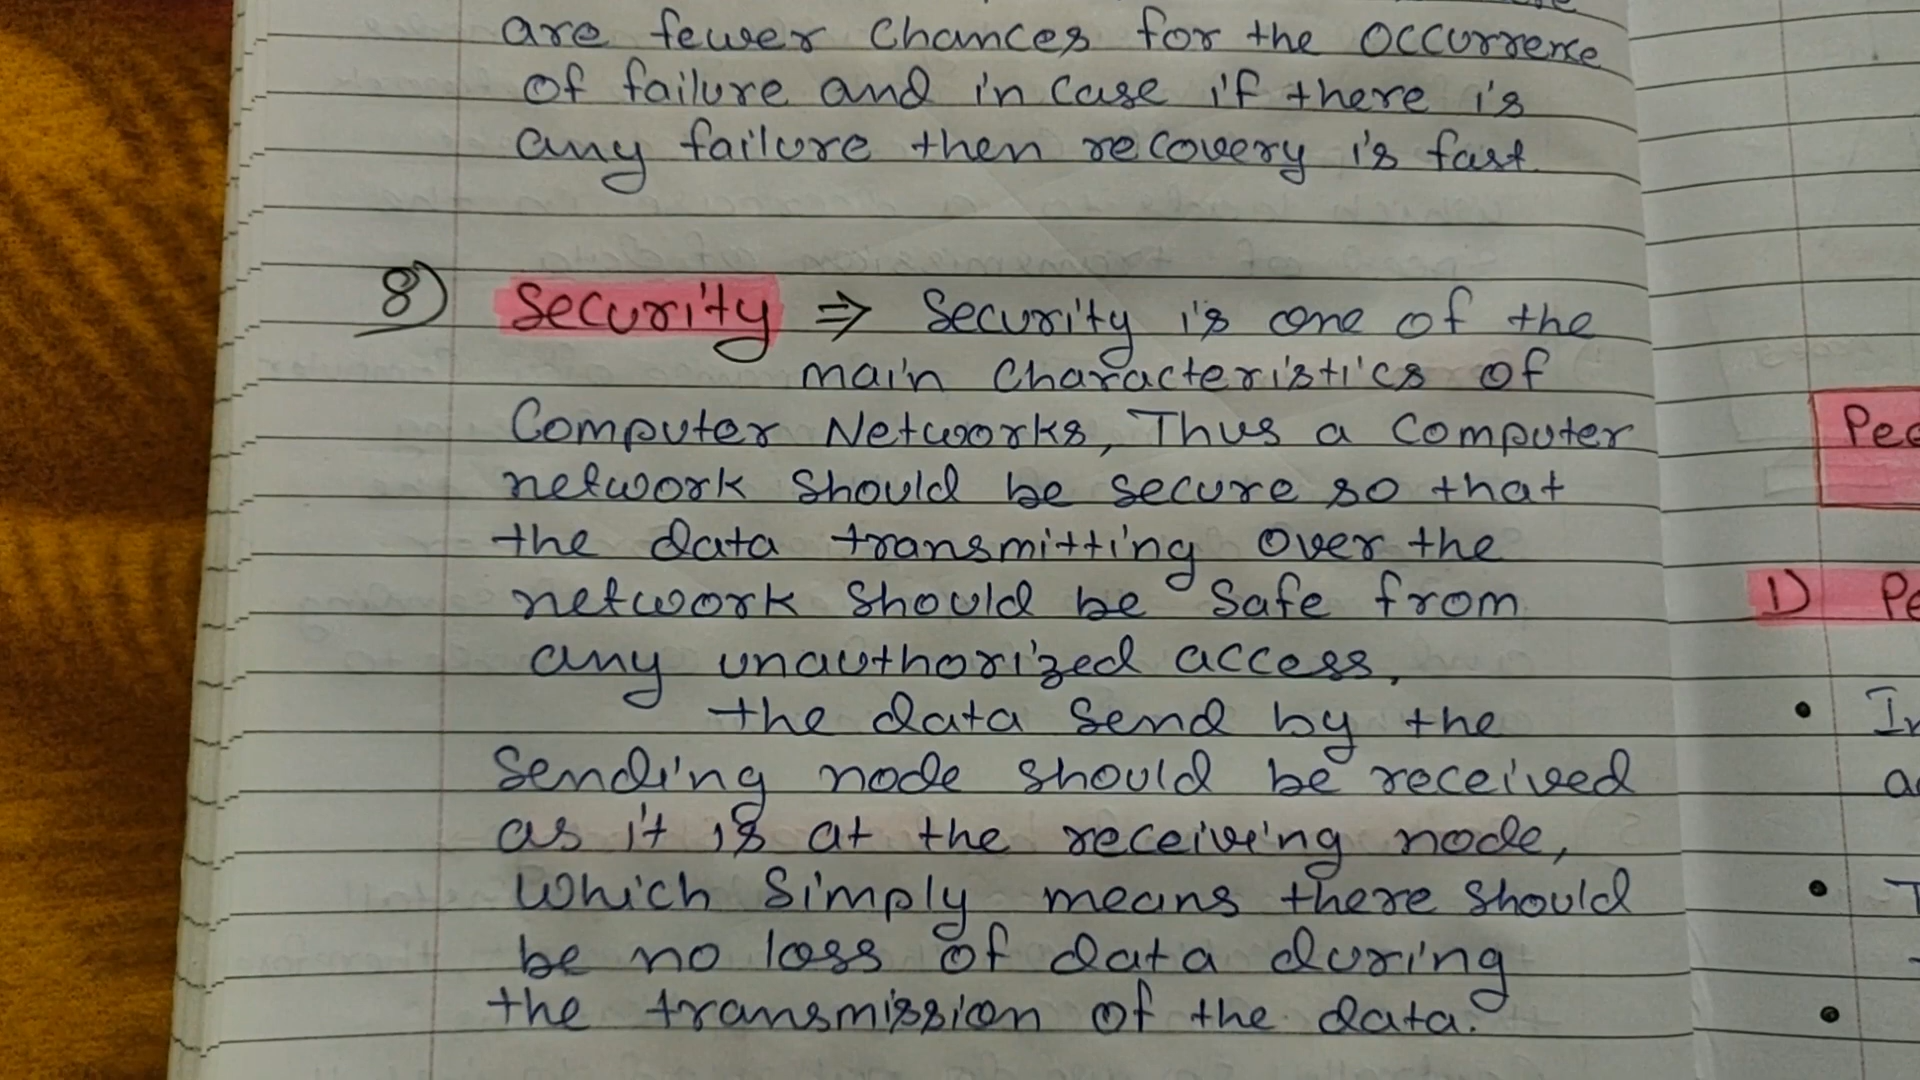 are fewer chances for the occurrence
of failure and in case if there is
any failure then recovery is fast.
8) Security ⇒ Security is one of the
main characteristics of
Computer Networks, Thus a computer
network should be secure so that
the data transmitting over the
network should be safe from
any unauthorized access,
the data send by the
sending node should be received
as it is at the receiving node,
which simply means there should
be no loss of data during
the transmission of the data.
1)